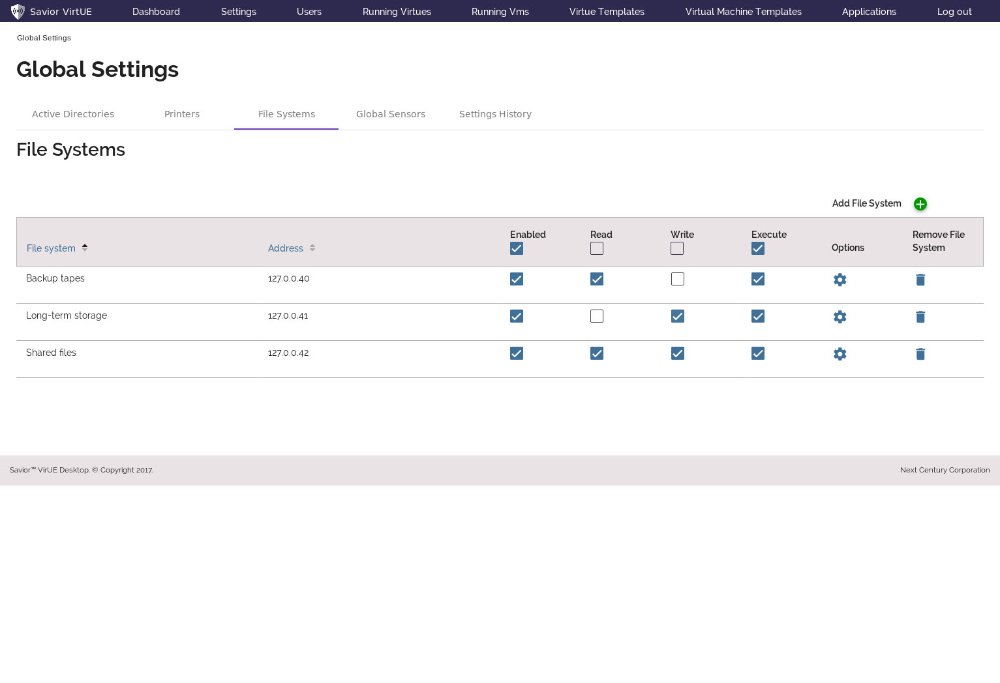 Savior VirtUE Dashboard Settings Users Running Virtues Running Vms Virtue Templates Virtual Machine Templates Applications Log out
Global Settings
Global Settings
Active Directories Printers File Systems Global Sensors Settings History
File Systems
Add File System
File system Address Enabled Read Write Execute Options Remove File System
Backup tapes 127.0.0.40
Long-term storage 127.0.0.41
Shared files 127.0.0.42
Savior™ VirUE Desktop. © Copyright 2017. Next Century Corporation